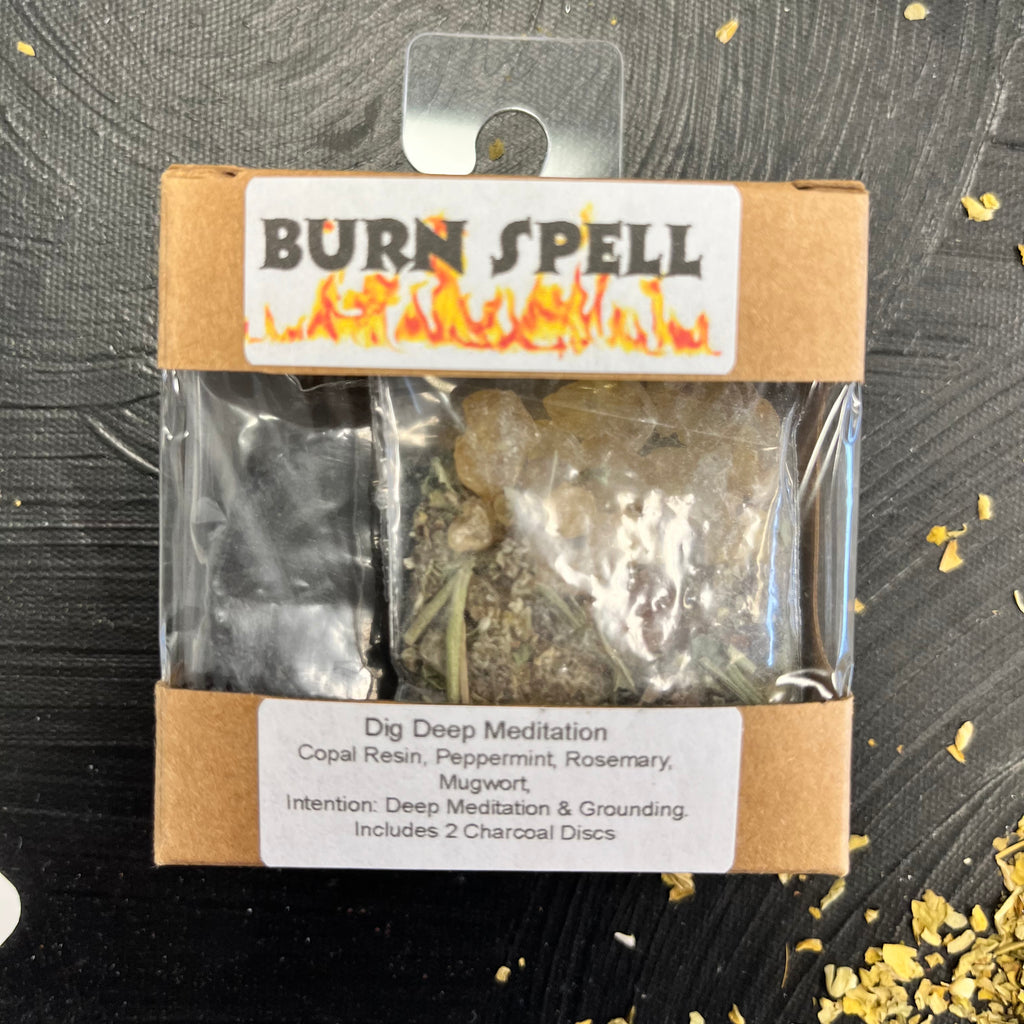 BURN SPELL
Dig Deep Meditation
Copal Resin, Peppermint, Rosemary,
Mugwort,
Intention: Deep Meditation & Grounding.
Includes 2 Charcoal Discs